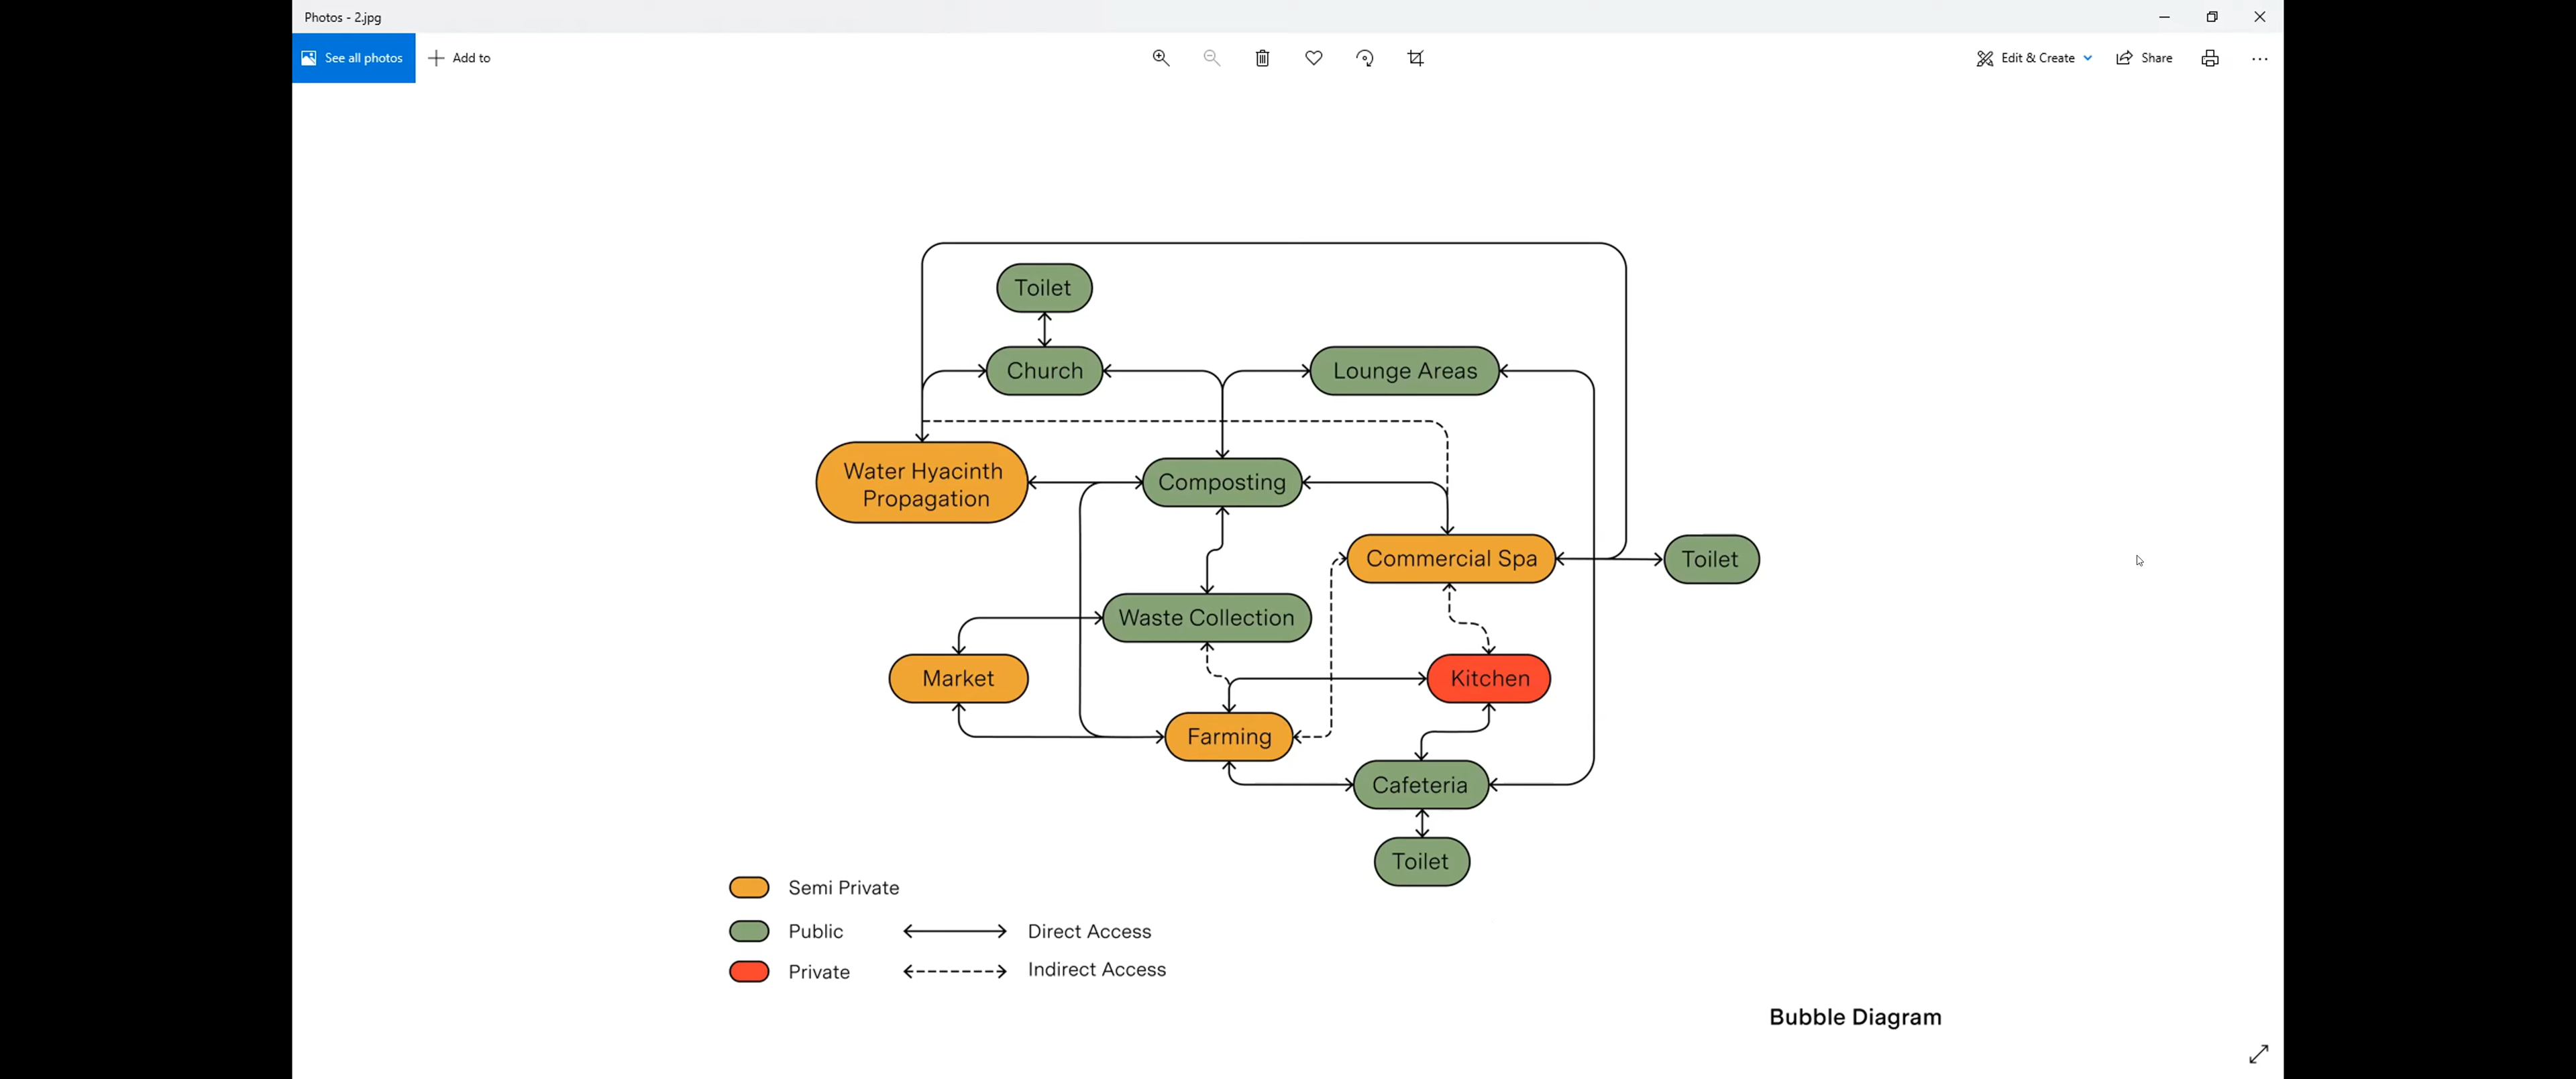 Photos - 2.jpg
See all photos
Add to
Edit & Create
Share
Toilet
Church
Lounge Areas
Water Hyacinth
Propagation
Composting
Commercial Spa
Toilet
Waste Collection
Market
Kitchen
Farming
Cafeteria
Toilet
Semi Private
Public
Direct Access
Private
Indirect Access
Bubble Diagram